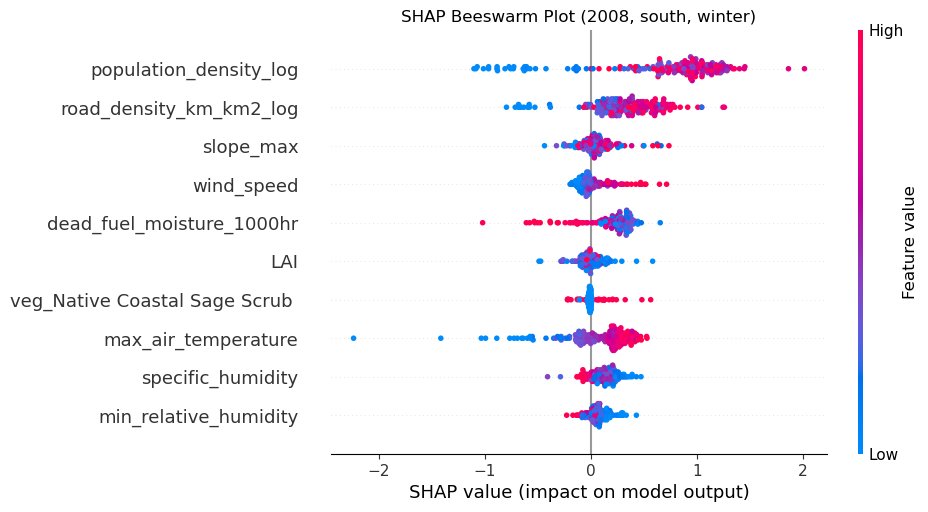 SHAP Beeswarm Plot (2008, south, winter)
High
population_density_log
road_density_km_km2_log
slope_max
wind_speed
dead_fuel_moisture_1000hr
LAI
veg_Native Coastal Sage Scrub
max_air_temperature
specific_humidity
min_relative_humidity
Feature value
Low
−2 −1 0 1 2
SHAP value (impact on model output)